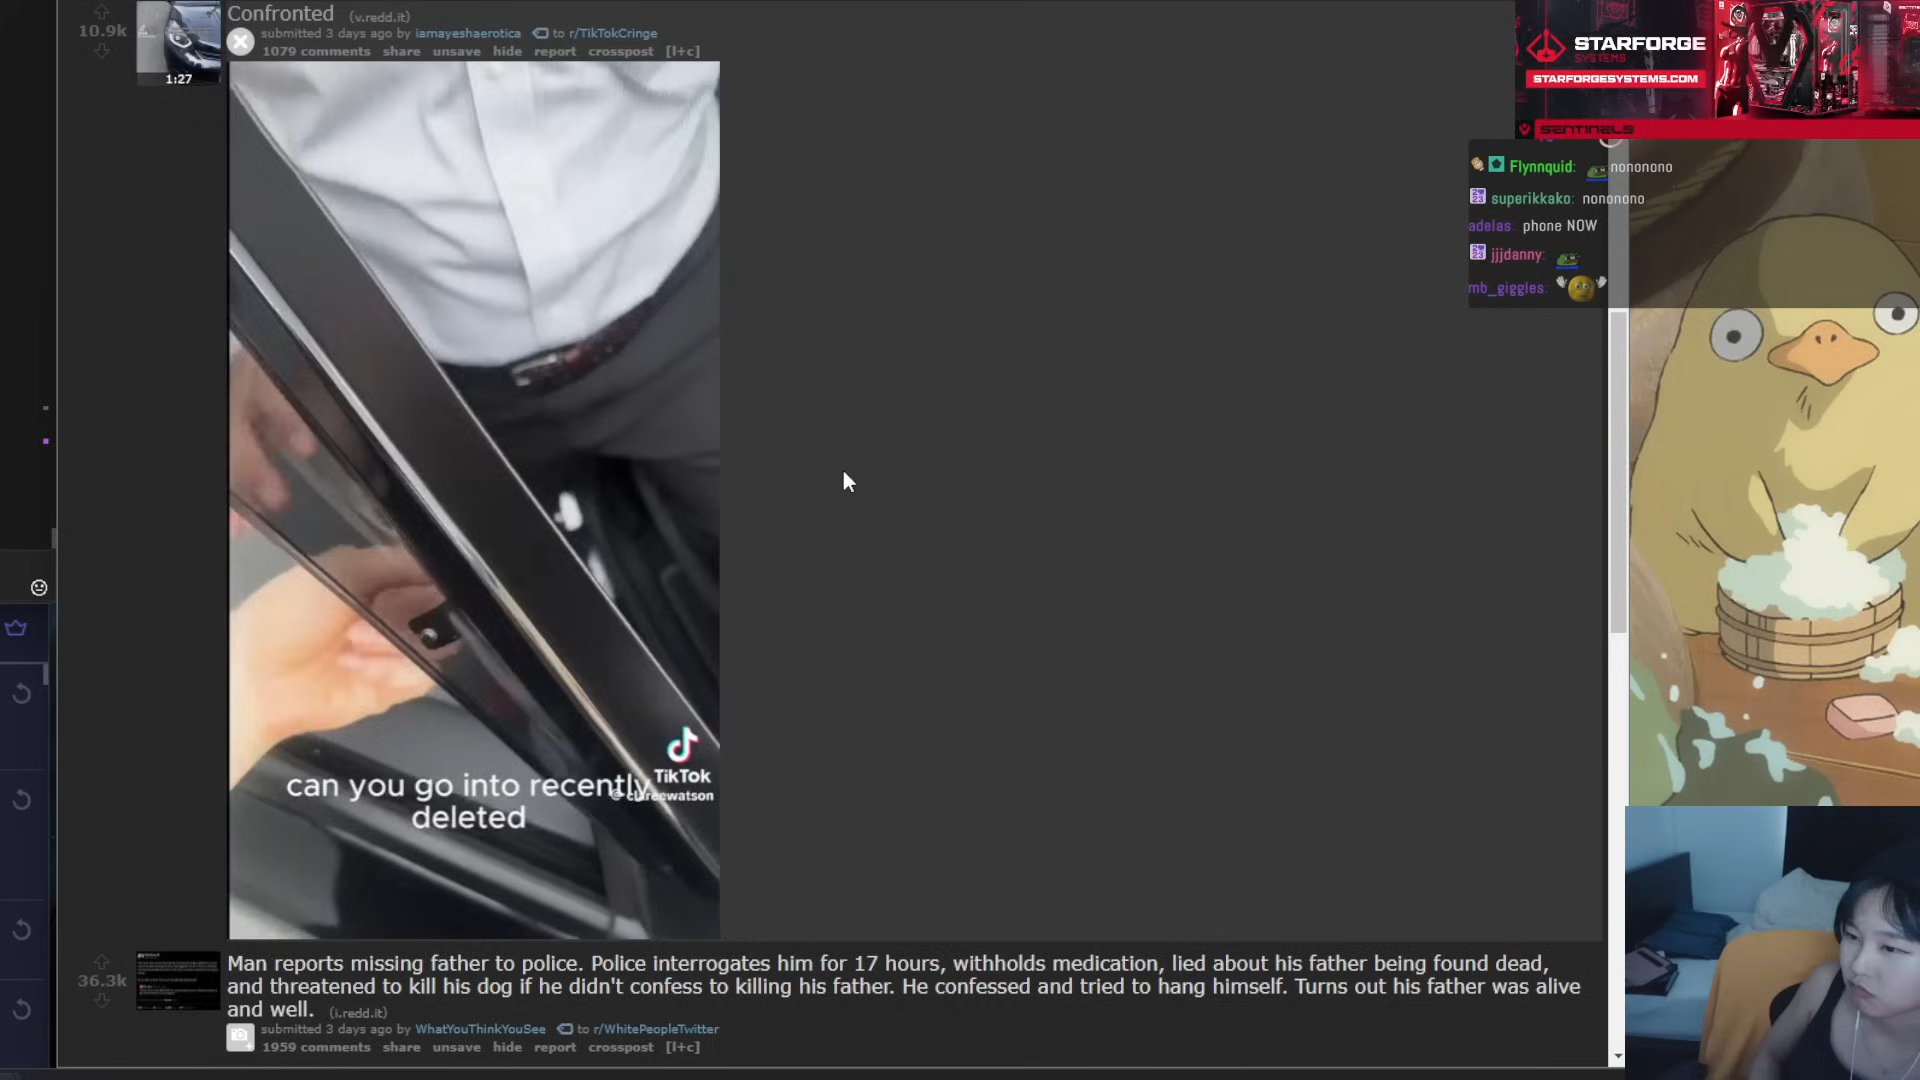 10.9k
Confronted (v.redd.it)
submitted 3 days ago by iamayeshaerotica to r/TikTokCringe
1079 comments share unsave hide report crosspost [l+c]
1:27
STARFORGE
SYSTEMS
STARFORGESYSTEMS.COM
SENTINELS
Flynnquid: nonononо
superikkako: nonononо
adelas: phone NOW
jjjdanny:
mb_giggles:
TikTok
can you go into recently
deleted
36.3k
Man reports missing father to police. Police interrogates him for 17 hours, withholds medication, lied about his father being found dead,
and threatened to kill his dog if he didn't confess to killing his father. He confessed and tried to hang himself. Turns out his father was alive
and well. (i.redd.it)
submitted 3 days ago by WhatYouThinkYouSee to r/WhitePeopleTwitter
1959 comments share unsave hide report crosspost [l+c]